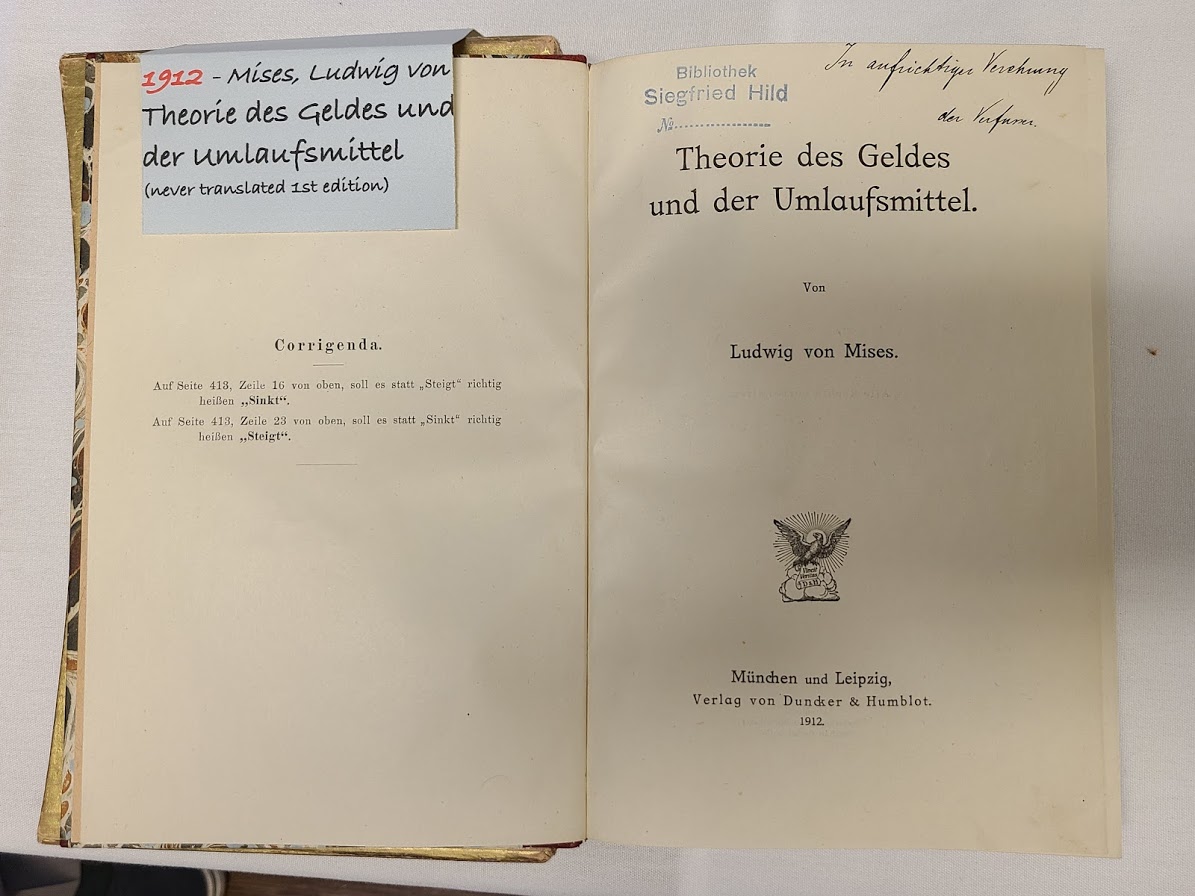 1912 - Mises, Ludwig von
Theorie des Geldes und
der Umlaufsmittel
(never translated 1st edition)
Corrigenda.
Auf Seite 413, Zeile 16 von oben, soll es statt „Steigt“ richtig
heißen „Sinkt“.
Auf Seite 413, Zeile 23 von oben, soll es statt „Sinkt“ richtig
heißen „Steigt“.
In aufrichtiger Verehrung
der Verfasser.
Bibliothek
Siegfried Hild
No.
Theorie des Geldes
und der Umlaufsmittel.
Von
Ludwig von Mises.
Vincit
Veritas
D&H
München und Leipzig,
Verlag von Duncker & Humblot.
1912.